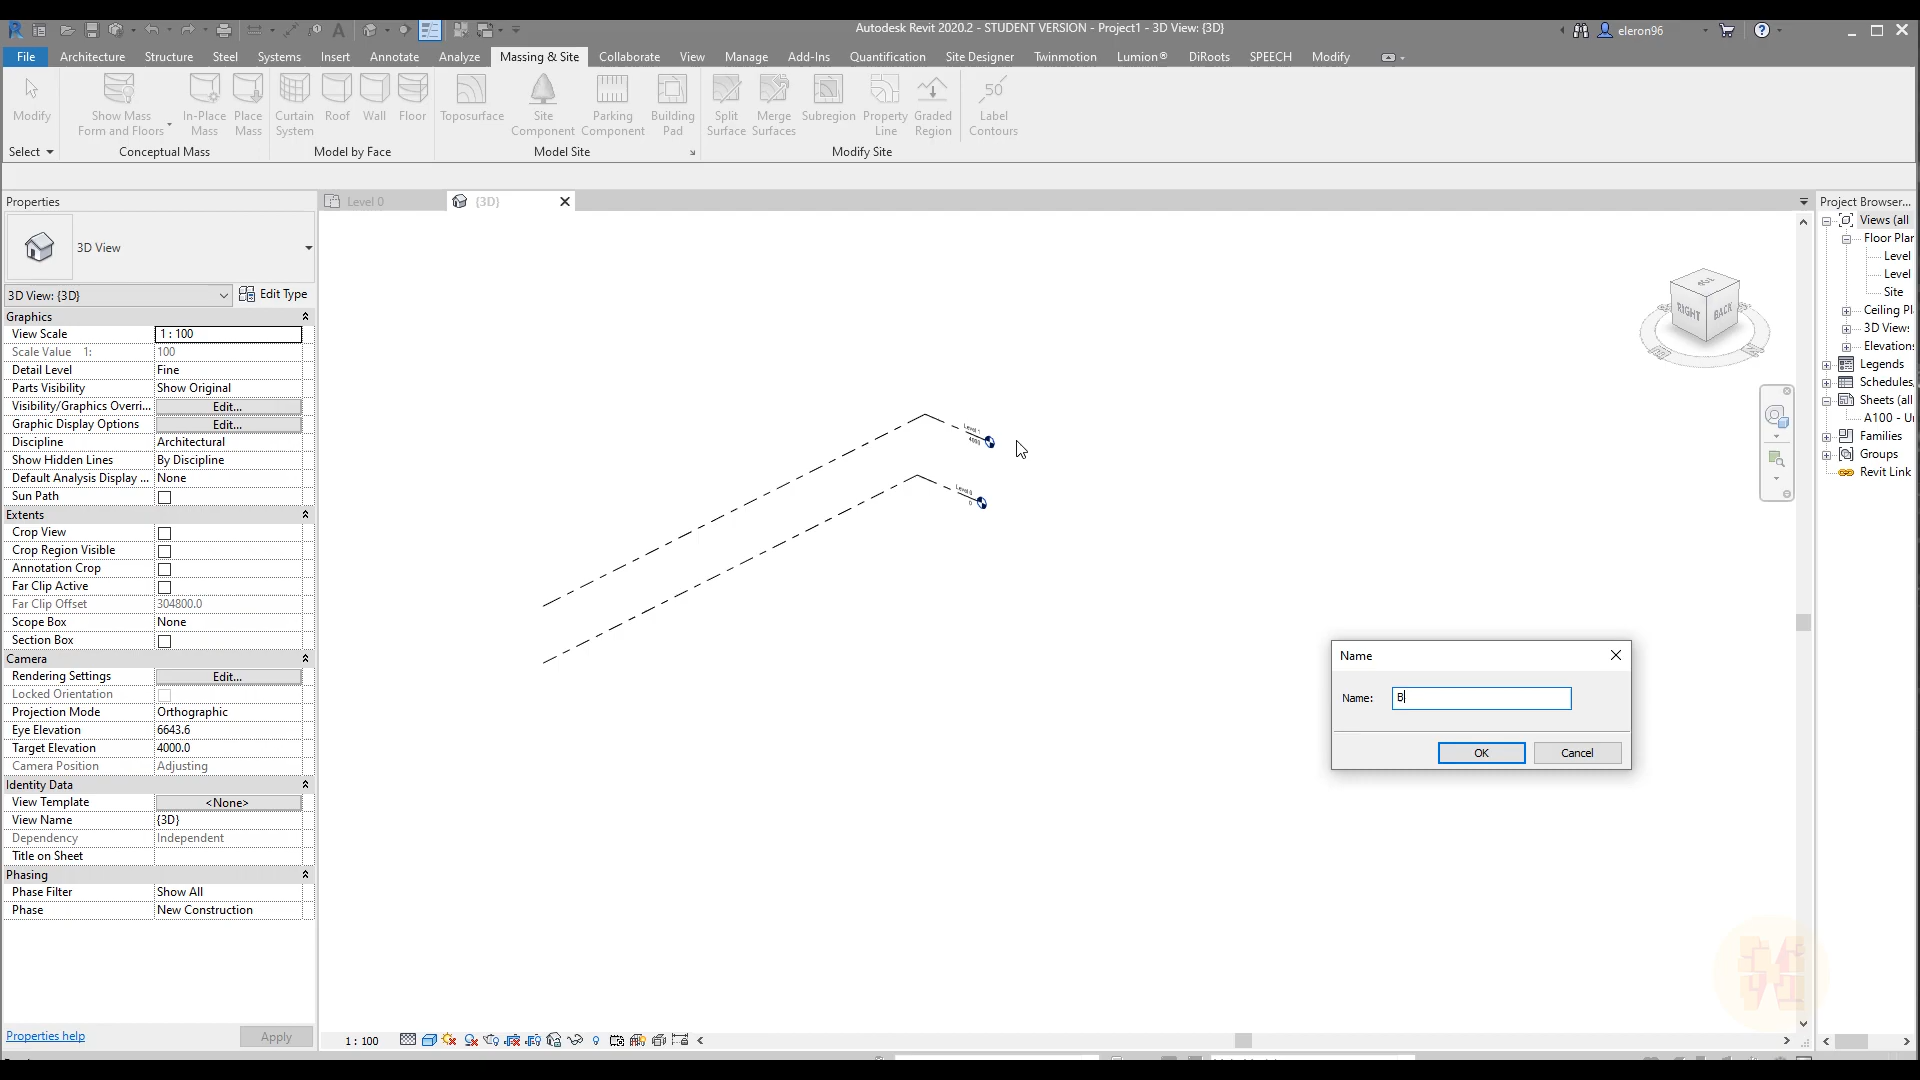 Autodesk Revit 2020.2 - STUDENT VERSION - Project1 - 3D View: {3D}
eleron96
File
Architecture
Structure
Steel
Systems
Insert
Annotate
Analyze
Massing & Site
Collaborate
View
Manage
Add-Ins
Quantification
Site Designer
Twinmotion
Lumion®
DiRoots
SPEECH
Modify
Modify
Show Mass
Form and Floors
In-Place
Mass
Place
Mass
Curtain
System
Roof
Wall
Floor
Toposurface
Site
Component
Parking
Component
Building
Pad
Split
Surface
Merge
Surfaces
Subregion
Property
Line
Graded
Region
50
Label
Contours
Select
Conceptual Mass
Model by Face
Model Site
Modify Site
Properties
3D View
3D View: {3D}
Edit Type
Graphics
View Scale 1 : 100
Scale Value 1: 100
Detail Level Fine
Parts Visibility Show Original
Visibility/Graphics Overri... Edit...
Graphic Display Options Edit...
Discipline Architectural
Show Hidden Lines By Discipline
Default Analysis Display ... None
Sun Path
Extents
Crop View
Crop Region Visible
Annotation Crop
Far Clip Active
Far Clip Offset 304800.0
Scope Box None
Section Box
Camera
Rendering Settings Edit...
Locked Orientation
Projection Mode Orthographic
Eye Elevation 6643.6
Target Elevation 4000.0
Camera Position Adjusting
Identity Data
View Template <None>
View Name {3D}
Dependency Independent
Title on Sheet
Phasing
Phase Filter Show All
Phase New Construction
Properties help
Apply
Level 0
{3D}
Level 1
4000
Level 0
0
TOP
RIGHT
BACK
Name
Name: B
OK
Cancel
1 : 100
Project Browser...
Views (all
Floor Plan
Level
Level
Site
Ceiling Pl
3D Views
Elevations
Legends
Schedules
Sheets (all
A100 - U
Families
Groups
Revit Link